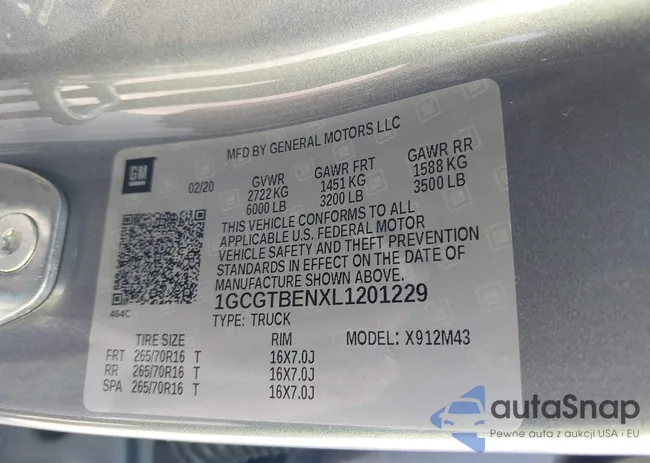 MFD BY GENERAL MOTORS LLC
GM
02/20
GVWR GAWR FRT GAWR RR
2722 KG 1451 KG 1588 KG
6000 LB 3200 LB 3500 LB
THIS VEHICLE CONFORMS TO ALL
APPLICABLE U.S. FEDERAL MOTOR
VEHICLE SAFETY AND THEFT PREVENTION
STANDARDS IN EFFECT ON THE DATE OF
MANUFACTURE SHOWN ABOVE.
464C
1GCGTBENXL1201229
TYPE: TRUCK
TIRE SIZE RIM MODEL: X912M43
FRT 265/70R16 T 16X7.0J
RR 265/70R16 T 16X7.0J
SPA 265/70R16 T 16X7.0J
autaSnap
Pewne auta z aukcji USA i EU